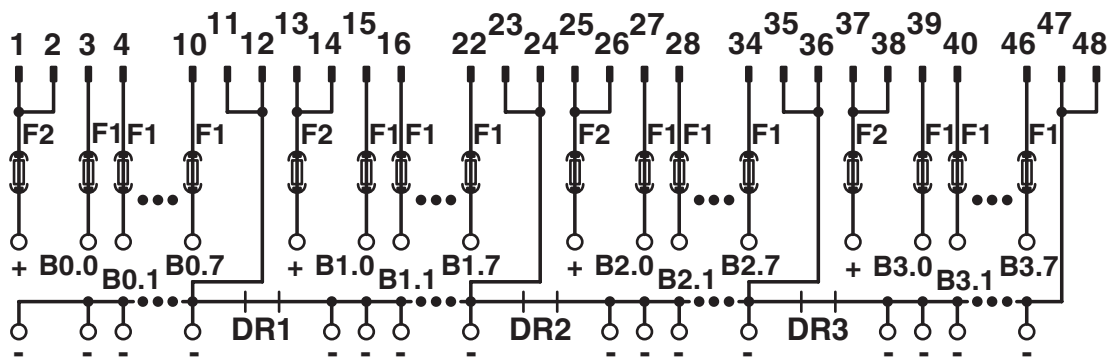 1 2 3 4 10 11 12 13 14 15 16 22 23 24 25 26 27 28 34 35 36 37 38 39 40 46 47 48
F2 F1 F1 F1 F2 F1 F1 F1 F2 F1 F1 F1 F2 F1 F1 F1
+ B0.0 B0.1 B0.7 + B1.0 B1.1 B1.7 + B2.0 B2.1 B2.7 + B3.0 B3.1 B3.7
DR1 DR2 DR3
- - - - - - - - - - - - - - - -